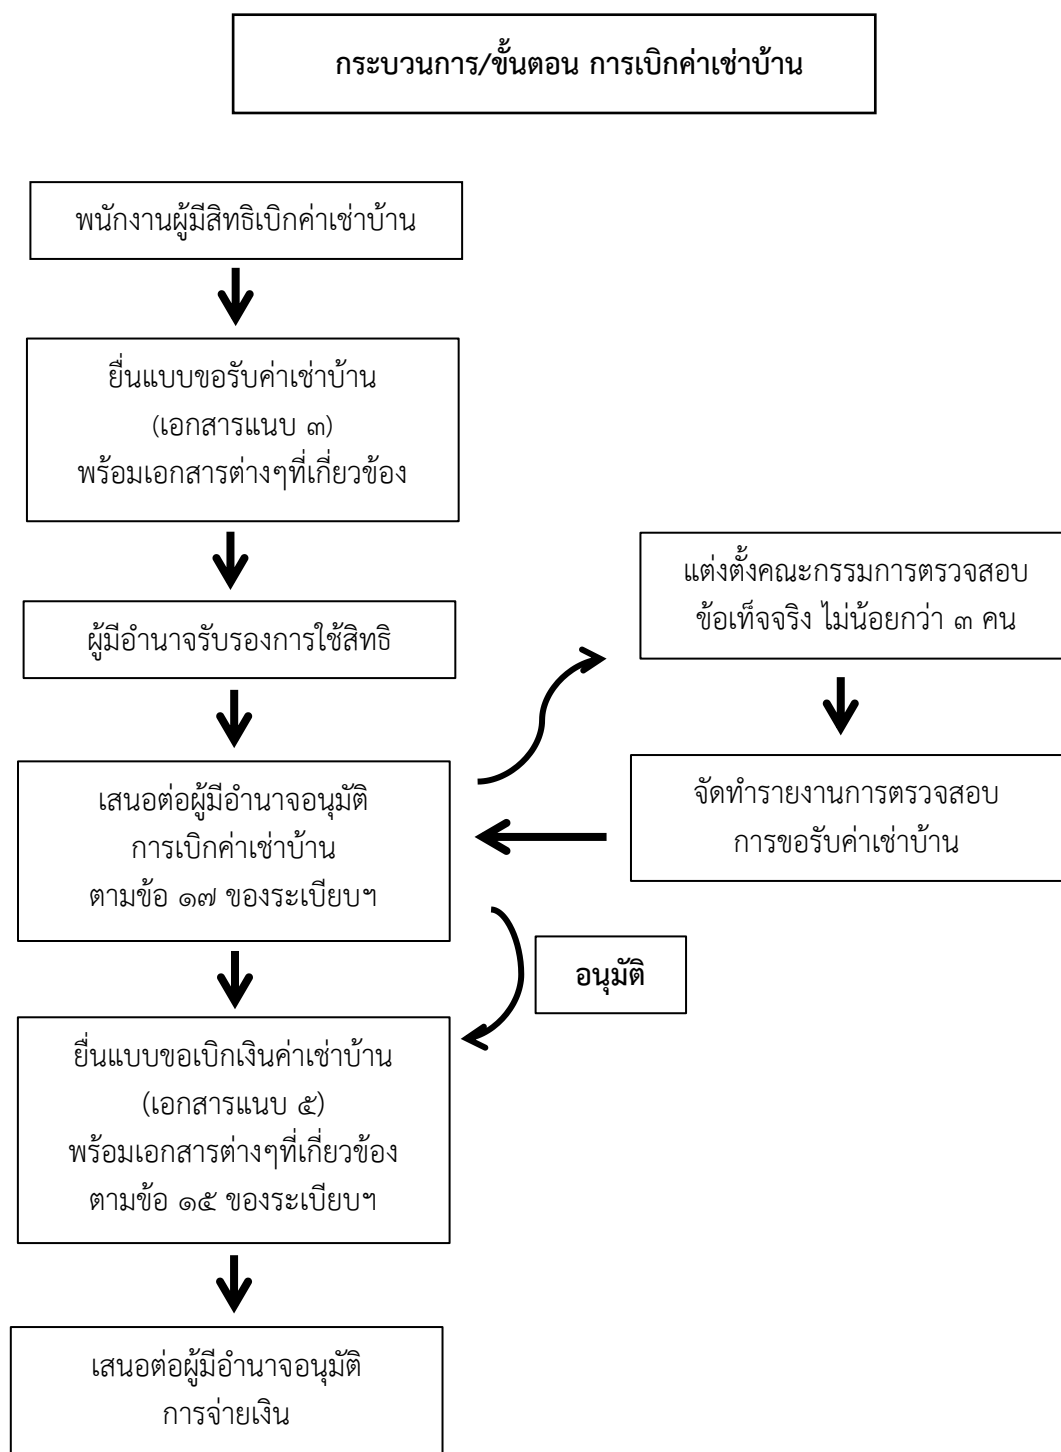 กระบวนการ/ขั้นตอน การเบิกค่าเช่าบ้าน
พนักงานผู้มีสิทธิเบิกค่าเช่าบ้าน
ยื่นแบบขอรับค่าเช่าบ้าน
(เอกสารแนบ ๓)
พร้อมเอกสารต่างๆที่เกี่ยวข้อง
ผู้มีอำนาจรับรองการใช้สิทธิ
เสนอต่อผู้มีอำนาจอนุมัติ
การเบิกค่าเช่าบ้าน
ตามข้อ ๑๗ ของระเบียบฯ
แต่งตั้งคณะกรรมการตรวจสอบ
ข้อเท็จจริง ไม่น้อยกว่า ๓ คน
จัดทำรายงานการตรวจสอบ
การขอรับค่าเช่าบ้าน
อนุมัติ
ยื่นแบบขอเบิกเงินค่าเช่าบ้าน
(เอกสารแนบ ๕)
พร้อมเอกสารต่างๆที่เกี่ยวข้อง
ตามข้อ ๑๕ ของระเบียบฯ
เสนอต่อผู้มีอำนาจอนุมัติ
การจ่ายเงิน